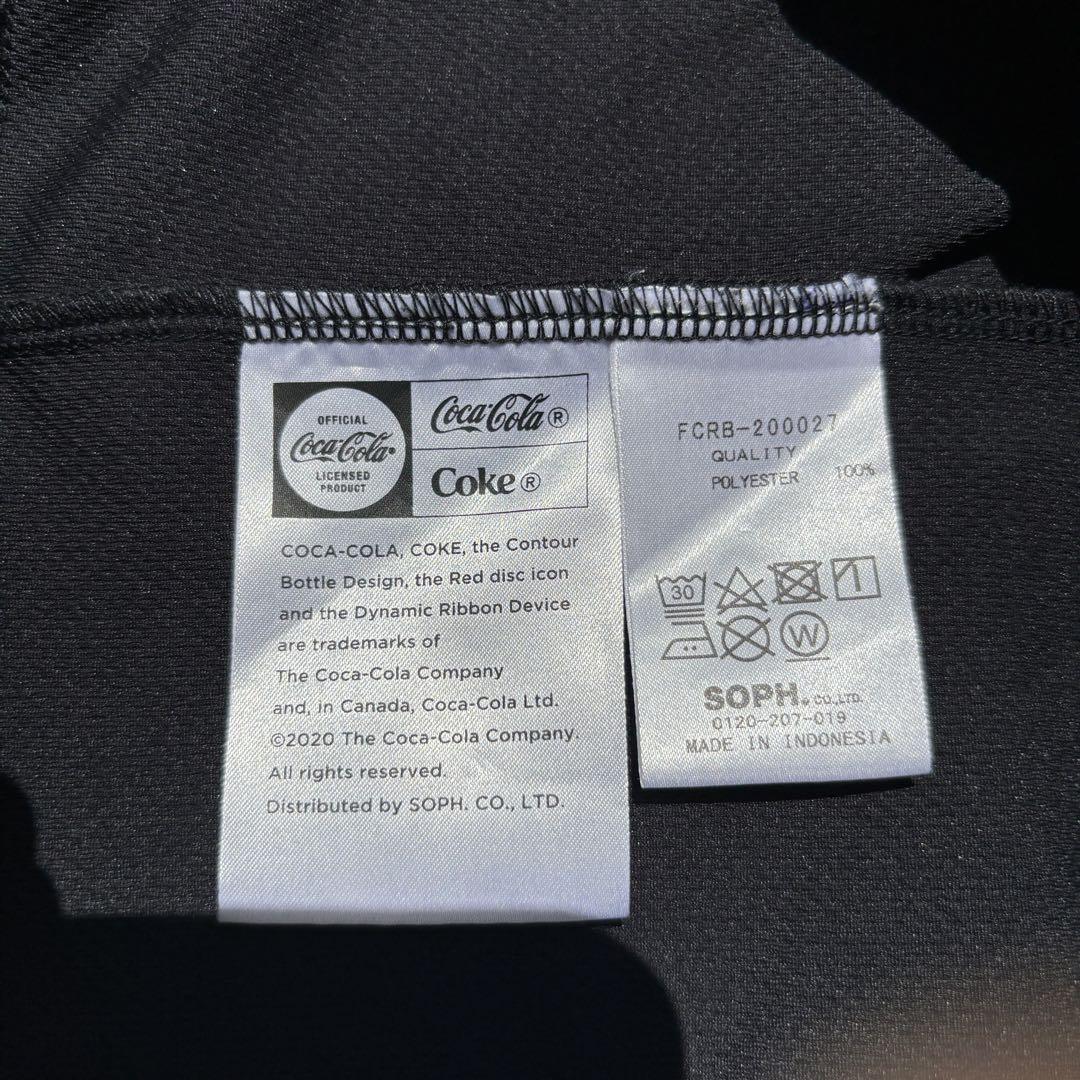 OFFICIAL
Coca-Cola
LICENSED
PRODUCT
Coca-Cola®
Coke®
COCA-COLA, COKE, the Contour
Bottle Design, the Red disc icon
and the Dynamic Ribbon Device
are trademarks of
The Coca-Cola Company
and, in Canada, Coca-Cola Ltd.
©2020 The Coca-Cola Company.
All rights reserved.
Distributed by SOPH. CO., LTD.
FCRB-200027
QUALITY
POLYESTER 100%
30
W
SOPH. CO.,LTD.
0120-207-019
MADE IN INDONESIA